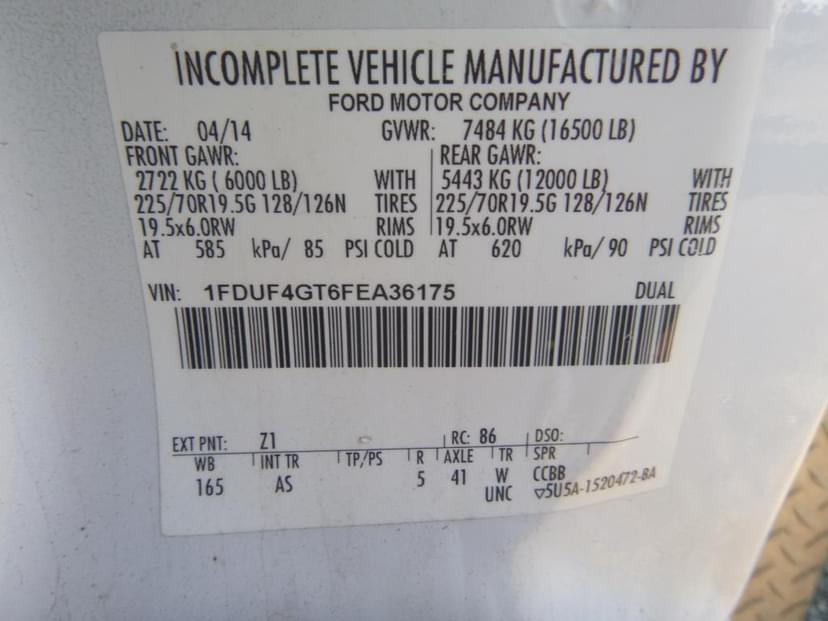 INCOMPLETE VEHICLE MANUFACTURED BY
FORD MOTOR COMPANY
DATE: 04/14 GVWR: 7484 KG (16500 LB)
FRONT GAWR: REAR GAWR:
2722 KG ( 6000 LB) WITH 5443 KG (12000 LB) WITH
225/70R19.5G 128/126N TIRES 225/70R19.5G 128/126N TIRES
19.5x6.0RW RIMS 19.5x6.0RW RIMS
AT 585 kPa/ 85 PSI COLD AT 620 kPa/ 90 PSI COLD
VIN: 1FDUF4GT6FEA36175 DUAL
EXT PNT: Z1 RC: 86 DSO:
WB INT TR TP/PS R AXLE TR SPR
165 AS 5 41 W CCBB
UNC ▽5U5A-1520472-BA